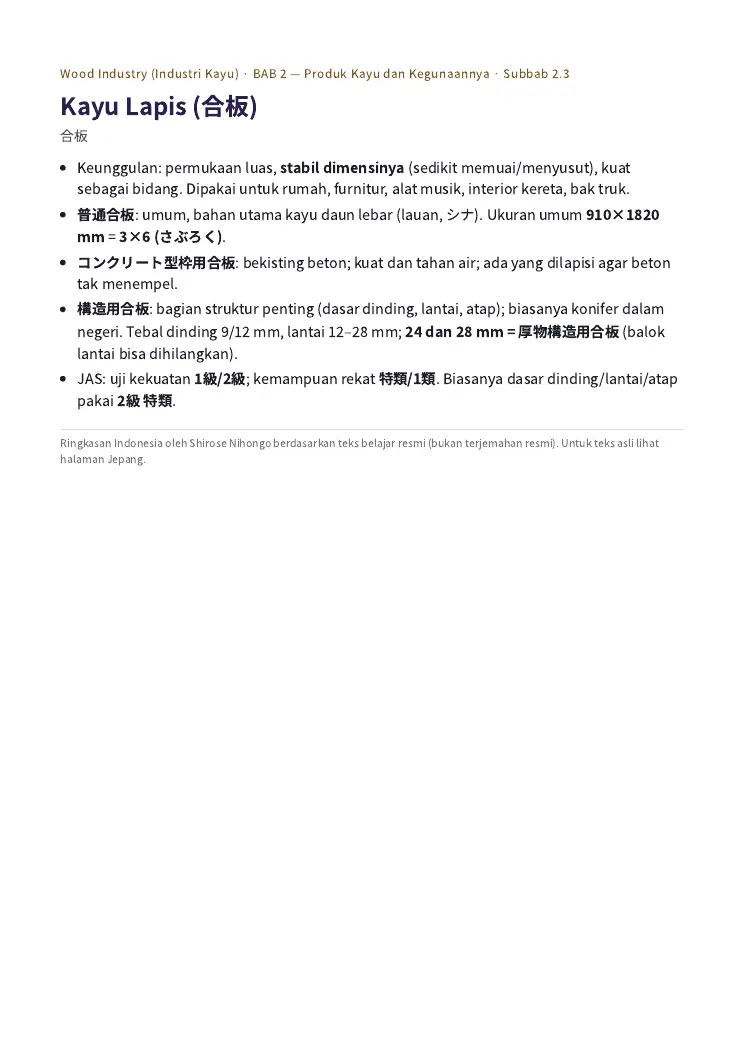 Wood Industry (Industri Kayu) · BAB 2 — Produk Kayu dan Kegunaannya · Subbab 2.3
Kayu Lapis (合板)
合板
• Keunggulan: permukaan luas, stabil dimensinya (sedikit memuai/menyusut), kuat
sebagai bidang. Dipakai untuk rumah, furnitur, alat musik, interior kereta, bak truk.
• 普通合板: umum, bahan utama kayu daun lebar (lauan, シナ). Ukuran umum 910×1820
mm = 3×6 (さぶろく).
• コンクリート型枠用合板: bekisting beton; kuat dan tahan air; ada yang dilapisi agar beton
tak menempel.
• 構造用合板: bagian struktur penting (dasar dinding, lantai, atap); biasanya konifer dalam
negeri. Tebal dinding 9/12 mm, lantai 12–28 mm; 24 dan 28 mm = 厚物構造用合板 (balok
lantai bisa dihilangkan).
• JAS: uji kekuatan 1級/2級; kemampuan rekat 特類/1類. Biasanya dasar dinding/lantai/atap
pakai 2級 特類.
Ringkasan Indonesia oleh Shirose Nihongo berdasarkan teks belajar resmi (bukan terjemahan resmi). Untuk teks asli lihat
halaman Jepang.